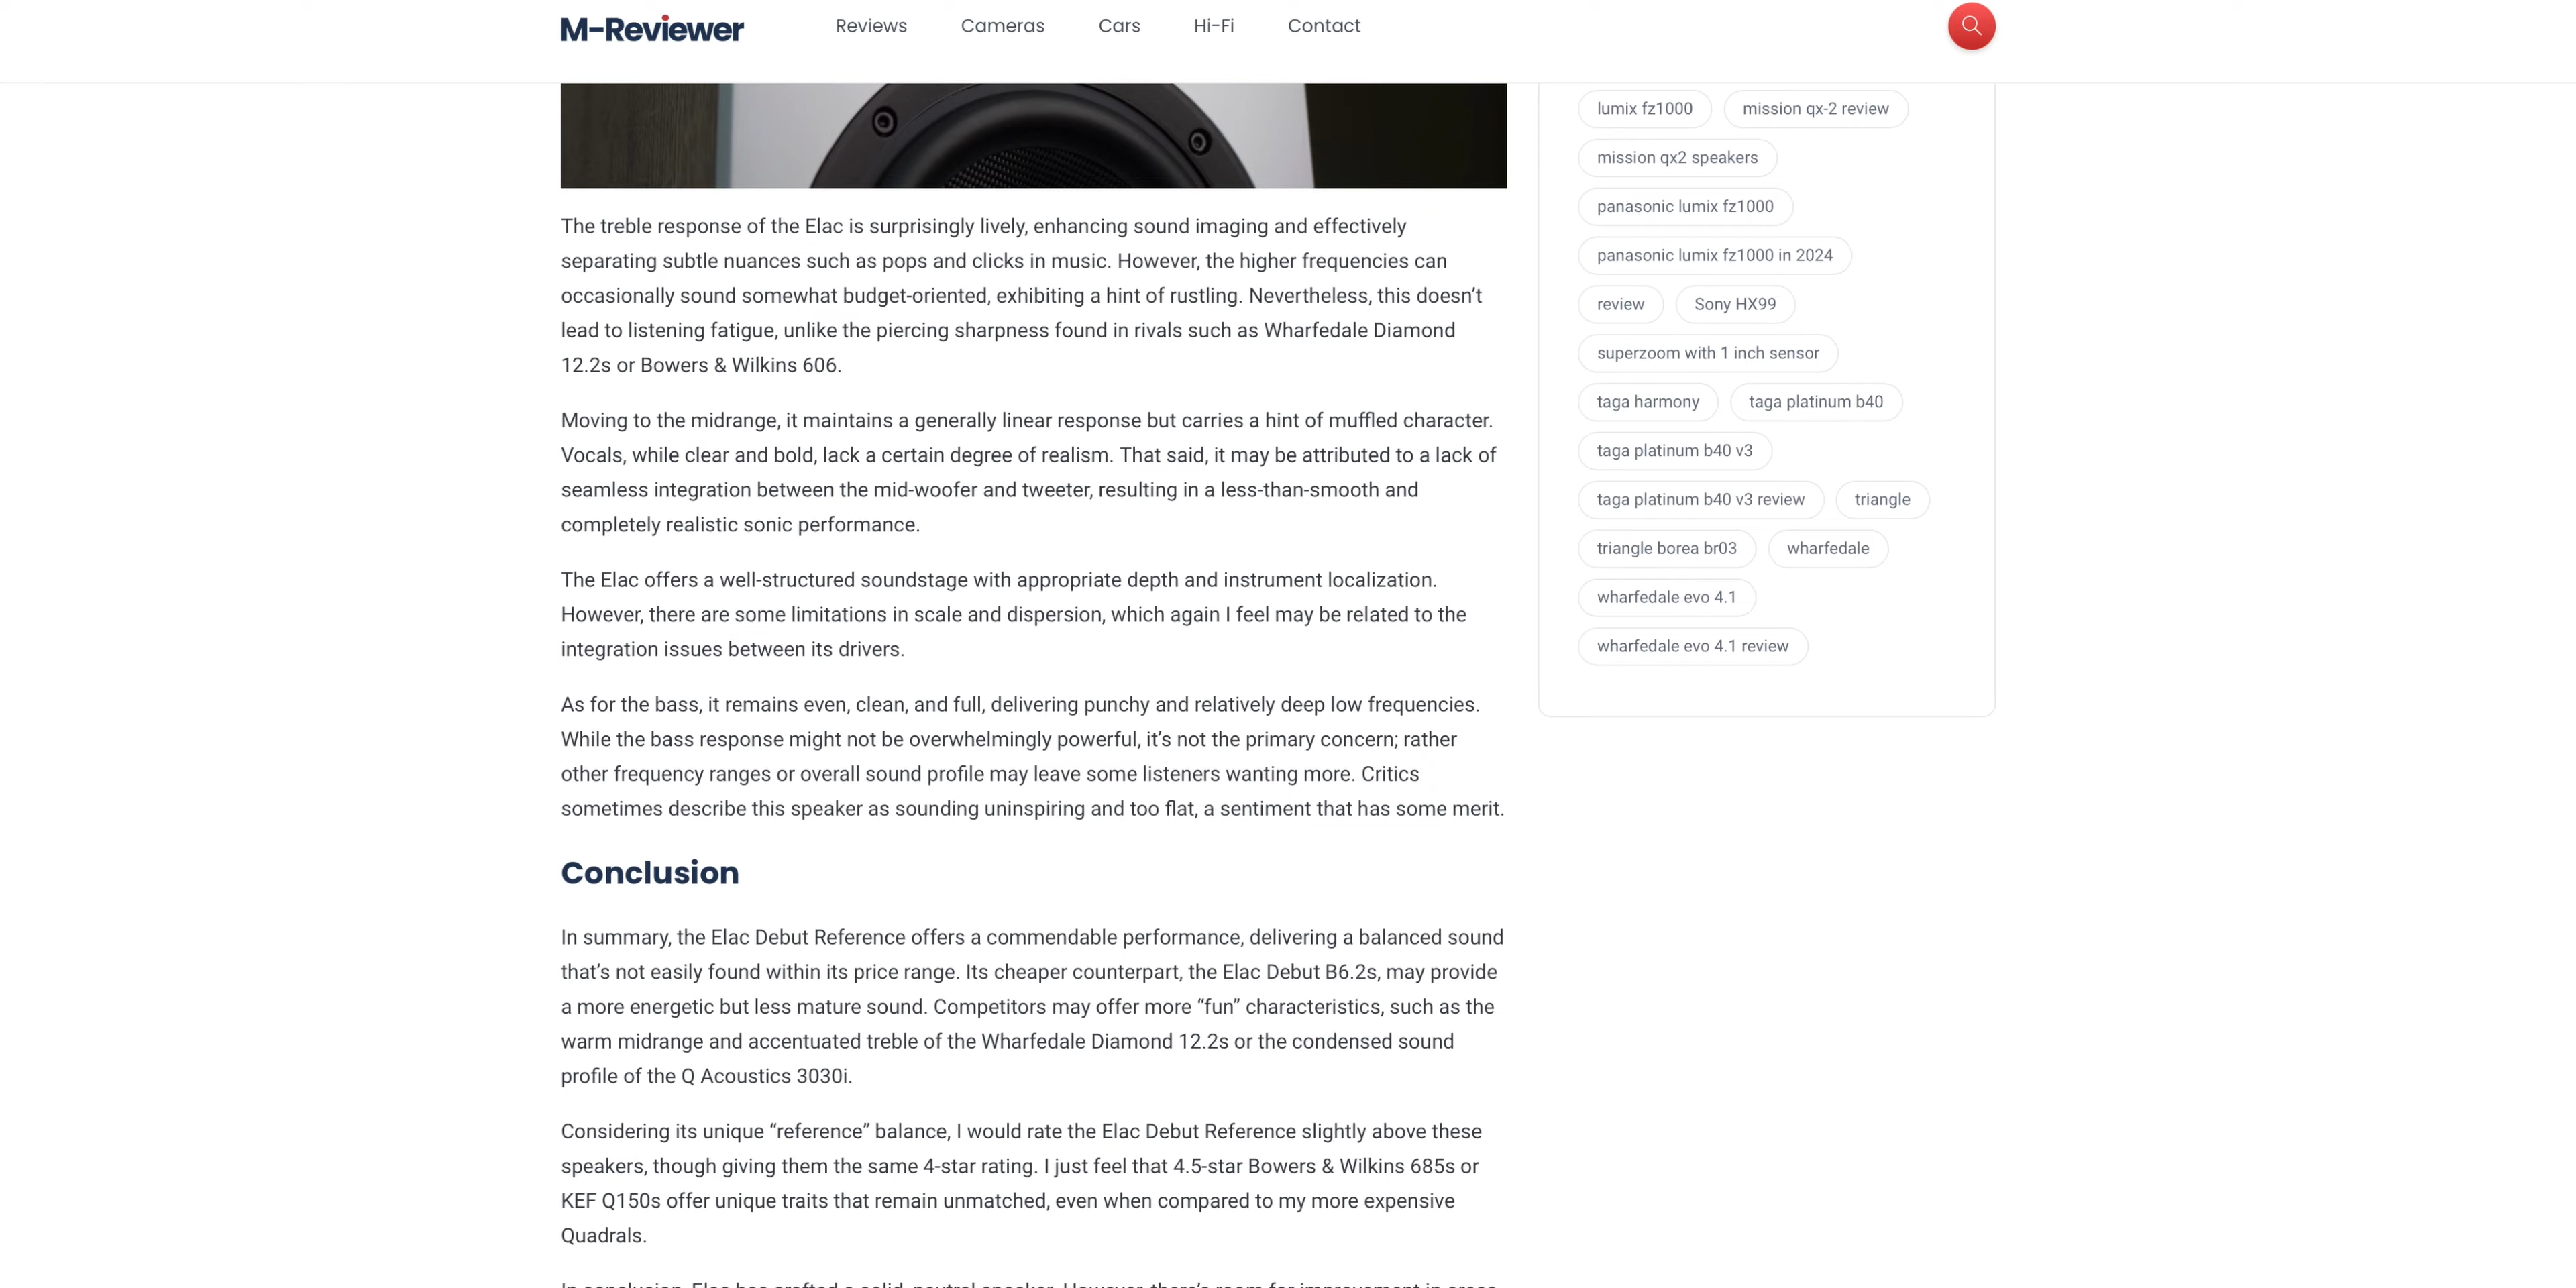 M-Reviewer
Reviews
Cameras
Cars
Hi-Fi
Contact
The treble response of the Elac is surprisingly lively, enhancing sound imaging and effectively
separating subtle nuances such as pops and clicks in music. However, the higher frequencies can
occasionally sound somewhat budget-oriented, exhibiting a hint of rustling. Nevertheless, this doesn’t
lead to listening fatigue, unlike the piercing sharpness found in rivals such as Wharfedale Diamond
12.2s or Bowers & Wilkins 606.
Moving to the midrange, it maintains a generally linear response but carries a hint of muffled character.
Vocals, while clear and bold, lack a certain degree of realism. That said, it may be attributed to a lack of
seamless integration between the mid-woofer and tweeter, resulting in a less-than-smooth and
completely realistic sonic performance.
The Elac offers a well-structured soundstage with appropriate depth and instrument localization.
However, there are some limitations in scale and dispersion, which again I feel may be related to the
integration issues between its drivers.
As for the bass, it remains even, clean, and full, delivering punchy and relatively deep low frequencies.
While the bass response might not be overwhelmingly powerful, it’s not the primary concern; rather
other frequency ranges or overall sound profile may leave some listeners wanting more. Critics
sometimes describe this speaker as sounding uninspiring and too flat, a sentiment that has some merit.
Conclusion
In summary, the Elac Debut Reference offers a commendable performance, delivering a balanced sound
that’s not easily found within its price range. Its cheaper counterpart, the Elac Debut B6.2s, may provide
a more energetic but less mature sound. Competitors may offer more “fun” characteristics, such as the
warm midrange and accentuated treble of the Wharfedale Diamond 12.2s or the condensed sound
profile of the Q Acoustics 3030i.
Considering its unique “reference” balance, I would rate the Elac Debut Reference slightly above these
speakers, though giving them the same 4-star rating. I just feel that 4.5-star Bowers & Wilkins 685s or
KEF Q150s offer unique traits that remain unmatched, even when compared to my more expensive
Quadrals.
lumix fz1000
mission qx-2 review
mission qx2 speakers
panasonic lumix fz1000
panasonic lumix fz1000 in 2024
review
Sony HX99
superzoom with 1 inch sensor
taga harmony
taga platinum b40
taga platinum b40 v3
taga platinum b40 v3 review
triangle
triangle borea br03
wharfedale
wharfedale evo 4.1
wharfedale evo 4.1 review